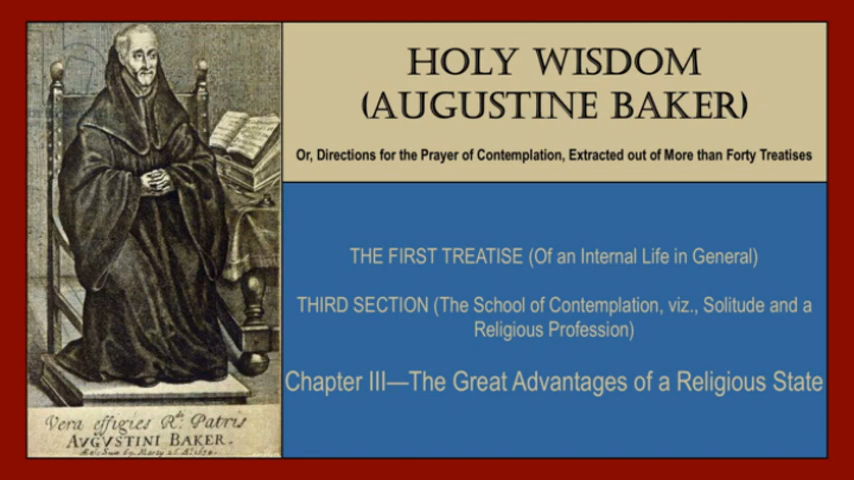 HOLY WISDOM
(AUGUSTINE BAKER)
Or, Directions for the Prayer of Contemplation, Extracted out of More than Forty Treatises
THE FIRST TREATISE (Of an Internal Life in General)
THIRD SECTION (The School of Contemplation, viz., Solitude and a
Religious Profession)
Chapter III—The Great Advantages of a Religious State
Vera effigies R.di Patris
AVGVSTINI BAKER.